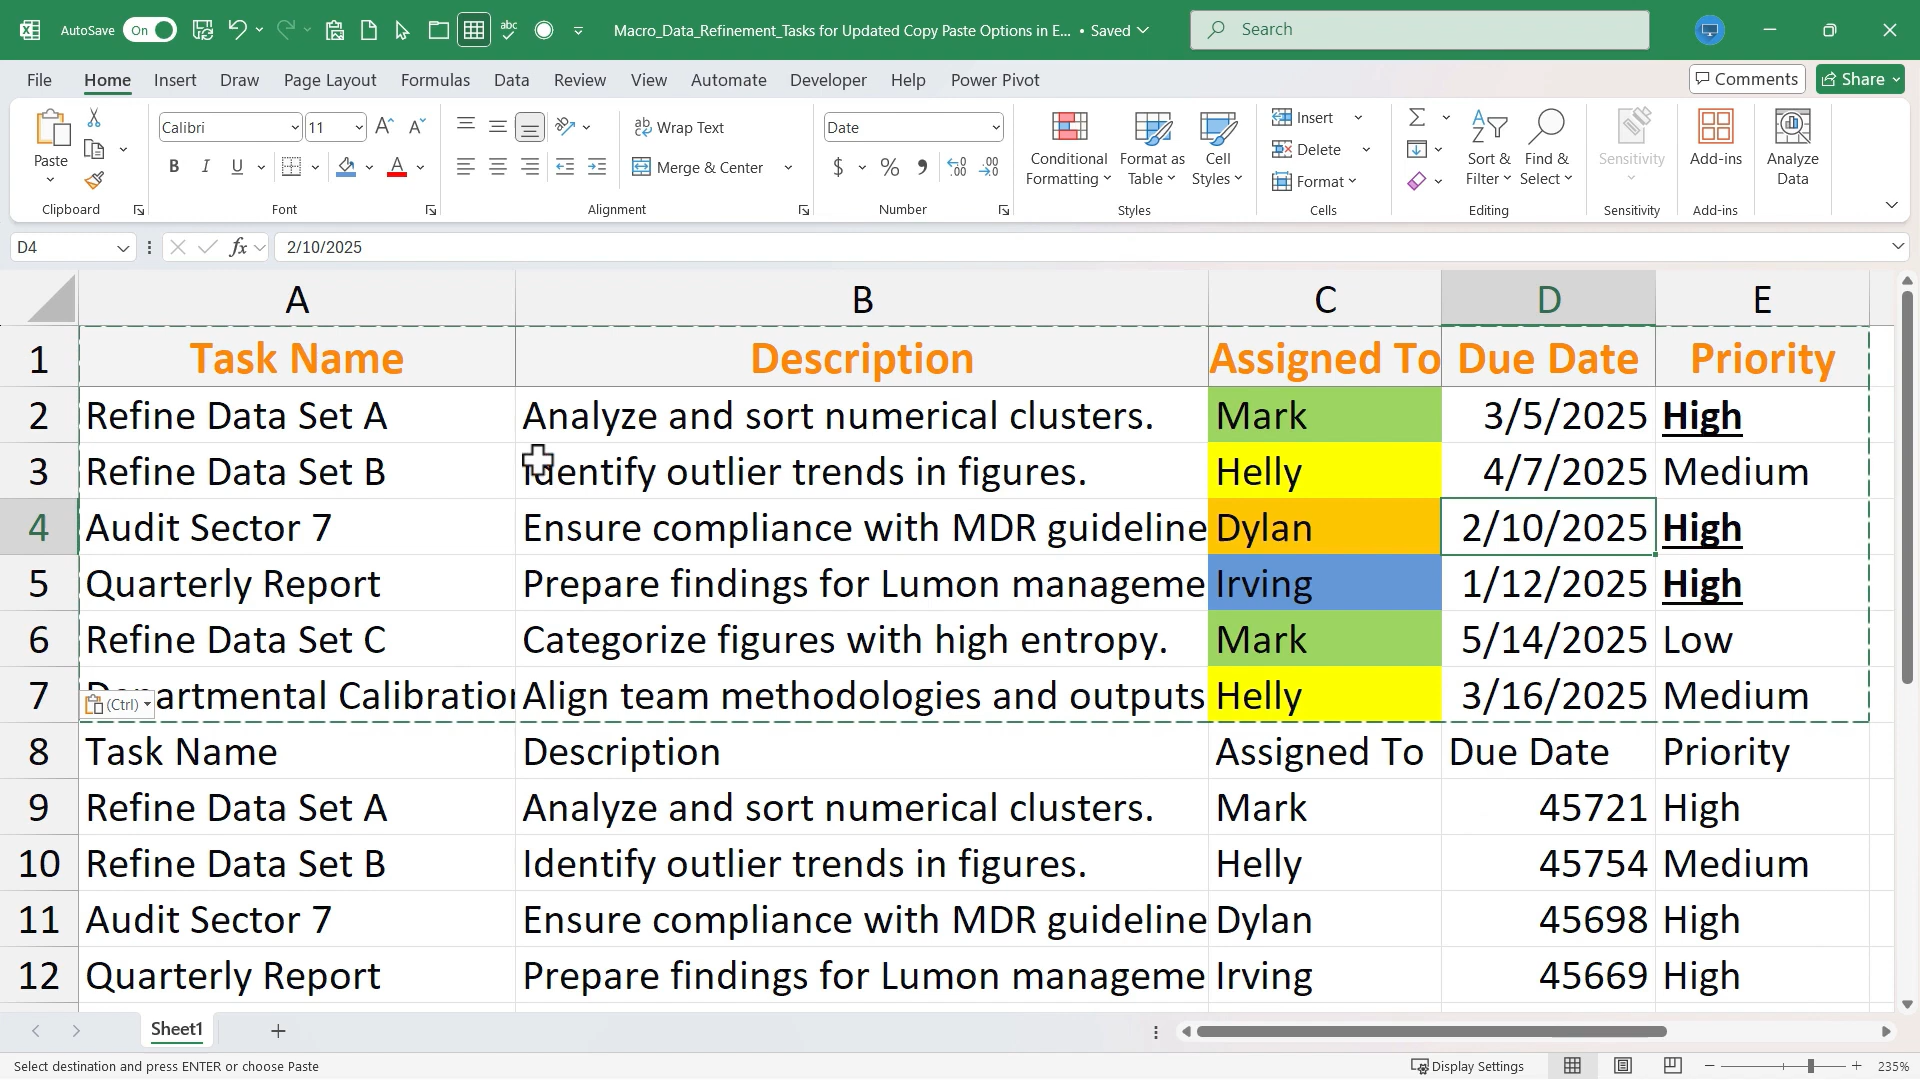 AutoSave On abc Macro_Data_Refinement_Tasks for Updated Copy Paste Options in E... • Saved Search
File Home Insert Draw Page Layout Formulas Data Review View Automate Developer Help Power Pivot Comments Share
Paste
Clipboard
Calibri 11
B I U A
Font
ab Wrap Text
Merge & Center
Alignment
Date
$ % , .00
Number
Conditional Formatting
Format as Table
Cell Styles
Styles
Insert
Delete
Format
Cells
Sort & Filter
Find & Select
Editing
Sensitivity
Sensitivity
Add-ins
Add-ins
Analyze Data
D4 fx 2/10/2025
A B C D E
1 Task Name Description Assigned To Due Date Priority
2 Refine Data Set A Analyze and sort numerical clusters. Mark 3/5/2025 High
3 Refine Data Set B Identify outlier trends in figures. Helly 4/7/2025 Medium
4 Audit Sector 7 Ensure compliance with MDR guideline Dylan 2/10/2025 High
5 Quarterly Report Prepare findings for Lumon manageme Irving 1/12/2025 High
6 Refine Data Set C Categorize figures with high entropy. Mark 5/14/2025 Low
7 Departmental Calibration Align team methodologies and outputs Helly 3/16/2025 Medium
(Ctrl)
8 Task Name Description Assigned To Due Date Priority
9 Refine Data Set A Analyze and sort numerical clusters. Mark 45721 High
10 Refine Data Set B Identify outlier trends in figures. Helly 45754 Medium
11 Audit Sector 7 Ensure compliance with MDR guideline Dylan 45698 High
12 Quarterly Report Prepare findings for Lumon manageme Irving 45669 High
Sheet1
Select destination and press ENTER or choose Paste Display Settings 235%